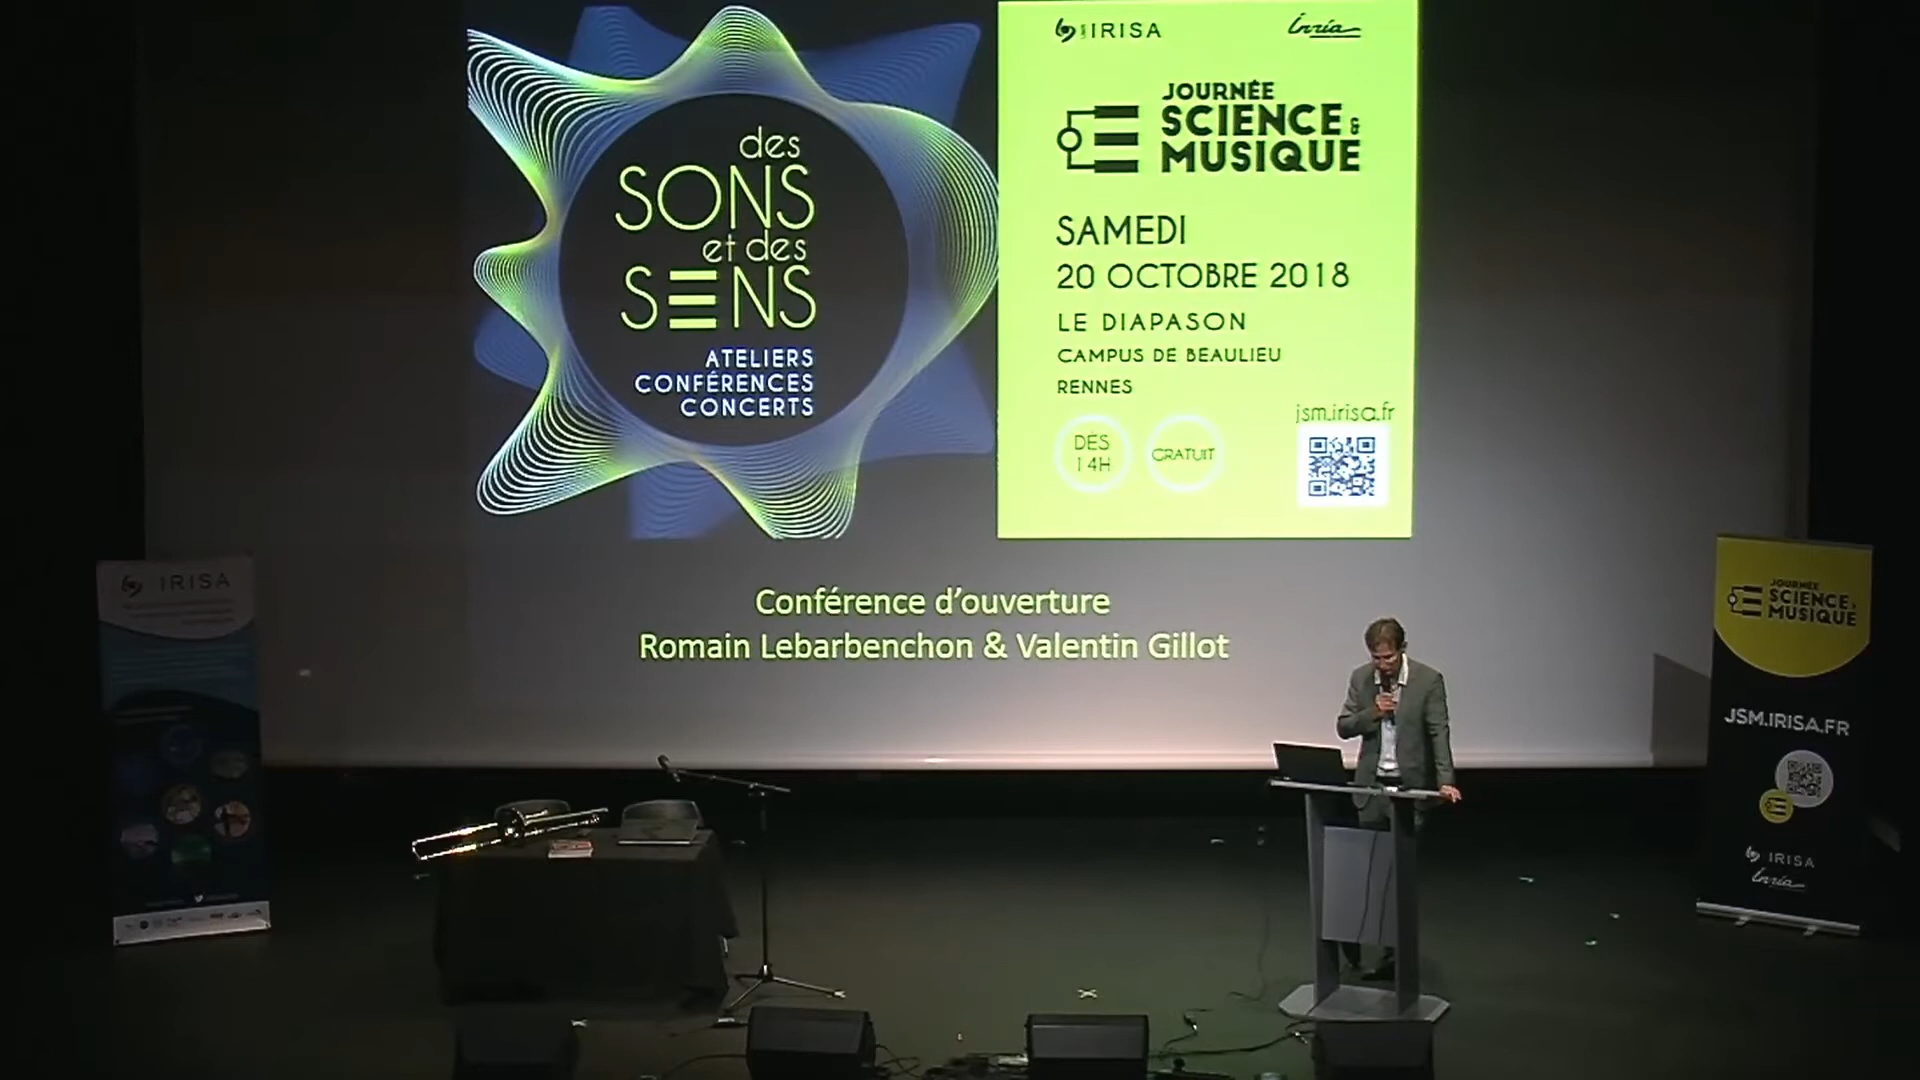 des
SONS
et des
SENS
ATELIERS
CONFÉRENCES
CONCERTS
IRISA
Inria
JOURNÉE
SCIENCE &
MUSIQUE
SAMEDI
20 OCTOBRE 2018
LE DIAPASON
CAMPUS DE BEAULIEU
RENNES
jsm.irisa.fr
DÈS
14H
GRATUIT
Conférence d'ouverture
Romain Lebarbenchon & Valentin Gillot
IRISA
JOURNÉE
SCIENCE &
MUSIQUE
JSM.IRISA.FR
IRISA
Inria